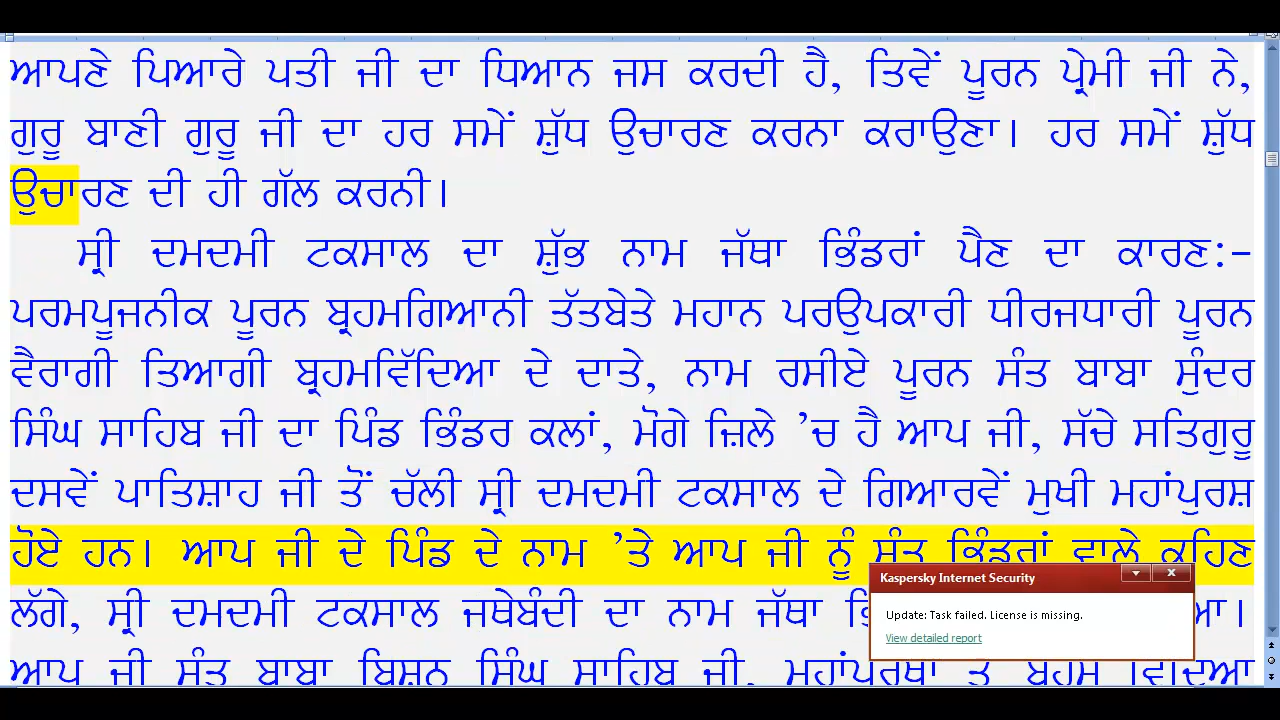 ਆਪਣੇ ਪਿਆਰੇ ਪਤੀ ਜੀ ਦਾ ਧਿਆਨ ਜਸ ਕਰਦੀ ਹੈ, ਤਿਵੇਂ ਪੂਰਨ ਪ੍ਰੇਮੀ ਜੀ ਨੇ,
ਗੁਰੂ ਬਾਣੀ ਗੁਰੂ ਜੀ ਦਾ ਹਰ ਸਮੇਂ ਸ਼ੁੱਧ ਉਚਾਰਣ ਕਰਨਾ ਕਰਾਉਣਾ। ਹਰ ਸਮੇਂ ਸ਼ੁੱਧ
ਉਚਾਰਣ ਦੀ ਹੀ ਗੱਲ ਕਰਨੀ।
ਸ੍ਰੀ ਦਮਦਮੀ ਟਕਸਾਲ ਦਾ ਸ਼ੁੱਭ ਨਾਮ ਜੱਥਾ ਭਿੰਡਰਾਂ ਪੈਣ ਦਾ ਕਾਰਣ:-
ਪਰਮਪੂਜਨੀਕ ਪੂਰਨ ਬ੍ਰਹਮਗਿਆਨੀ ਤੱਤਬੇਤੇ ਮਹਾਨ ਪਰਉਪਕਾਰੀ ਧੀਰਜਧਾਰੀ ਪੂਰਨ
ਵੈਰਾਗੀ ਤਿਆਗੀ ਬ੍ਰਹਮਵਿੱਦਿਆ ਦੇ ਦਾਤੇ, ਨਾਮ ਰਸੀਏ ਪੂਰਨ ਸੰਤ ਬਾਬਾ ਸੁੰਦਰ
ਸਿੰਘ ਸਾਹਿਬ ਜੀ ਦਾ ਪਿੰਡ ਭਿੰਡਰ ਕਲਾਂ, ਮੋਗੇ ਜ਼ਿਲੇ ’ਚ ਹੈ ਆਪ ਜੀ, ਸੱਚੇ ਸਤਿਗੁਰੂ
ਦਸਵੇਂ ਪਾਤਿਸ਼ਾਹ ਜੀ ਤੋਂ ਚੱਲੀ ਸ੍ਰੀ ਦਮਦਮੀ ਟਕਸਾਲ ਦੇ ਗਿਆਰਵੇਂ ਮੁਖੀ ਮਹਾਂਪੁਰਸ਼
ਹੋਏ ਹਨ। ਆਪ ਜੀ ਦੇ ਪਿੰਡ ਦੇ ਨਾਮ ’ਤੇ ਆਪ ਜੀ ਨੂੰ ਸੰਤ ਭਿੰਡਰਾਂ ਵਾਲੇ ਕਹਿਣ
ਲੱਗੇ, ਸ੍ਰੀ ਦਮਦਮੀ ਟਕਸਾਲ ਜਥੇਬੰਦੀ ਦਾ ਨਾਮ ਜੱਥਾ
ਆਪ ਜੀ ਸੰਤ ਬਾਬਾ ਬਿਸ਼ਨ ਸਿੰਘ ਸਾਹਿਬ ਜੀ,
Kaspersky Internet Security
Update: Task failed. License is missing.
View detailed report